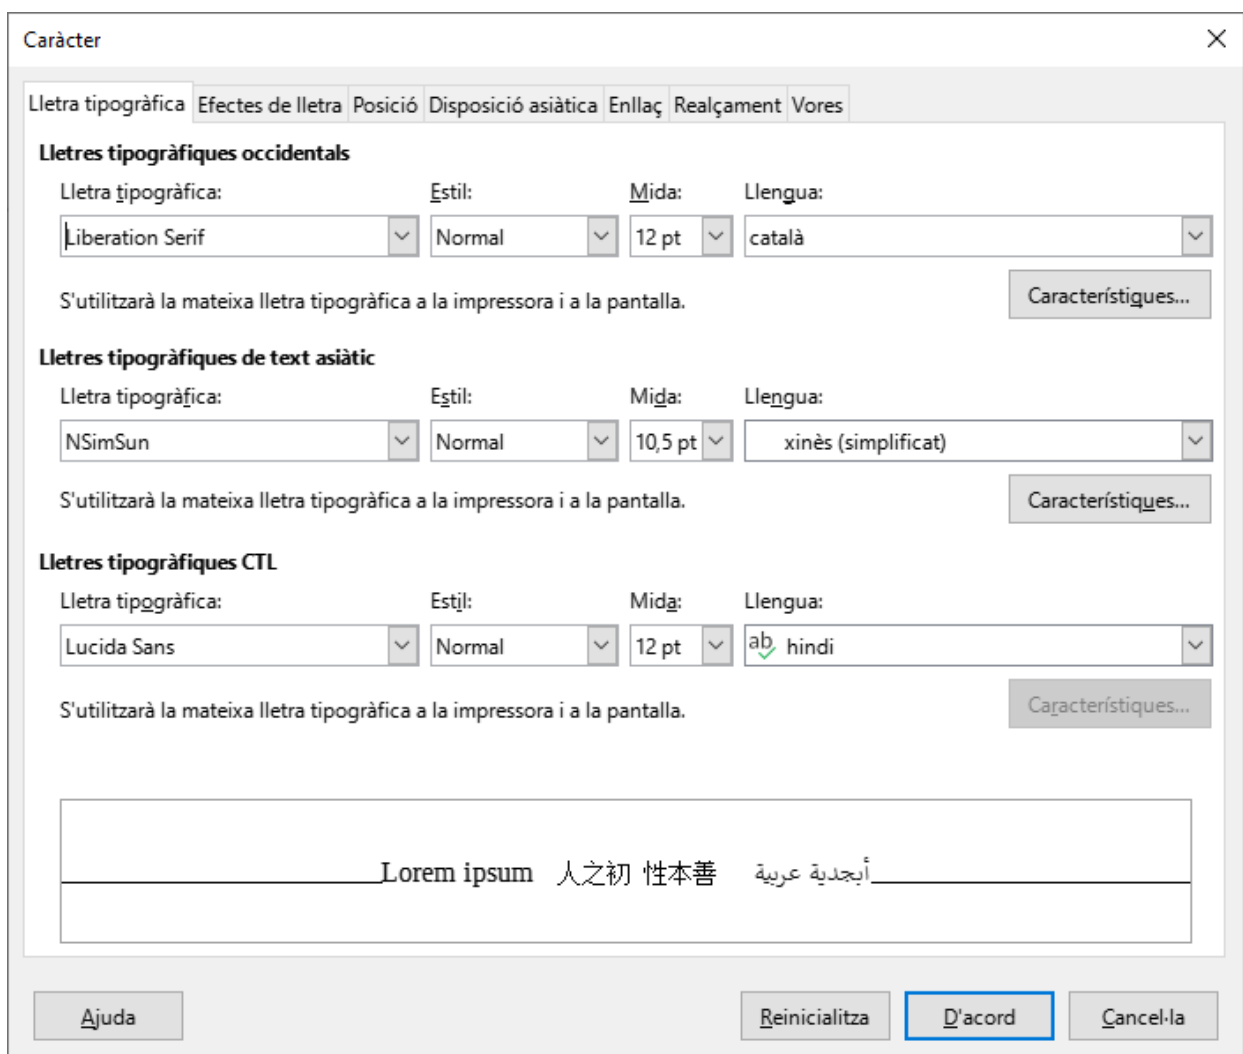 Caràcter
Lletra tipogràfica Efectes de lletra Posició Disposició asiàtica Enllaç Realçament Vores
Lletres tipogràfiques occidentals
Lletra tipogràfica: Estil: Mida: Llengua:
Liberation Serif Normal 12 pt català
S'utilitzarà la mateixa lletra tipogràfica a la impressora i a la pantalla.
Característiques...
Lletres tipogràfiques de text asiàtic
Lletra tipogràfica: Estil: Mida: Llengua:
NSimSun Normal 10,5 pt xinès (simplificat)
S'utilitzarà la mateixa lletra tipogràfica a la impressora i a la pantalla.
Característiques...
Lletres tipogràfiques CTL
Lletra tipogràfica: Estil: Mida: Llengua:
Lucida Sans Normal 12 pt ab hindi
S'utilitzarà la mateixa lletra tipogràfica a la impressora i a la pantalla.
Característiques...
Lorem ipsum 人之初 性本善 أبجدية عربية
Ajuda Reinicialitza D'acord Cancel·la